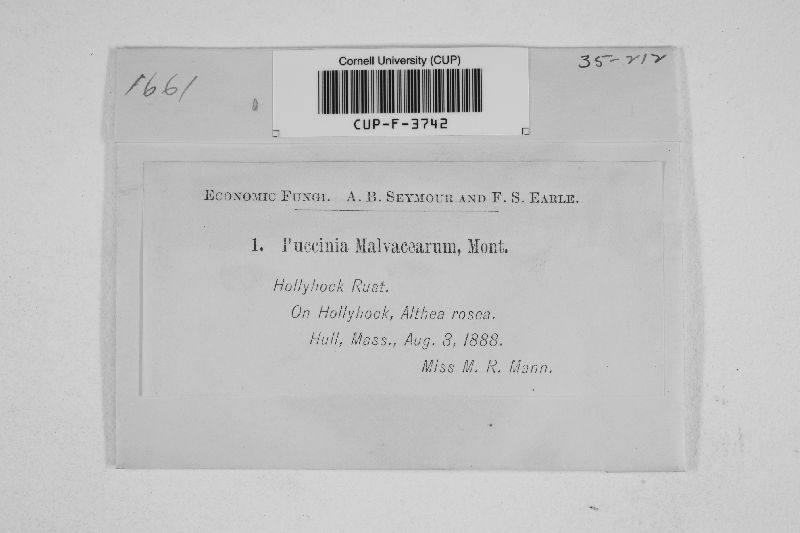 Cornell University (CUP)
CUP-F-3742
1661
35-212
ECONOMIC FUNGI. A. B. SEYMOUR AND F. S. EARLE.
1. Puccinia Malvacearum, Mont.
Hollyhock Rust.
On Hollyhock, Althea rosea.
Hull, Mass., Aug. 3, 1888.
Miss M. R. Mann.